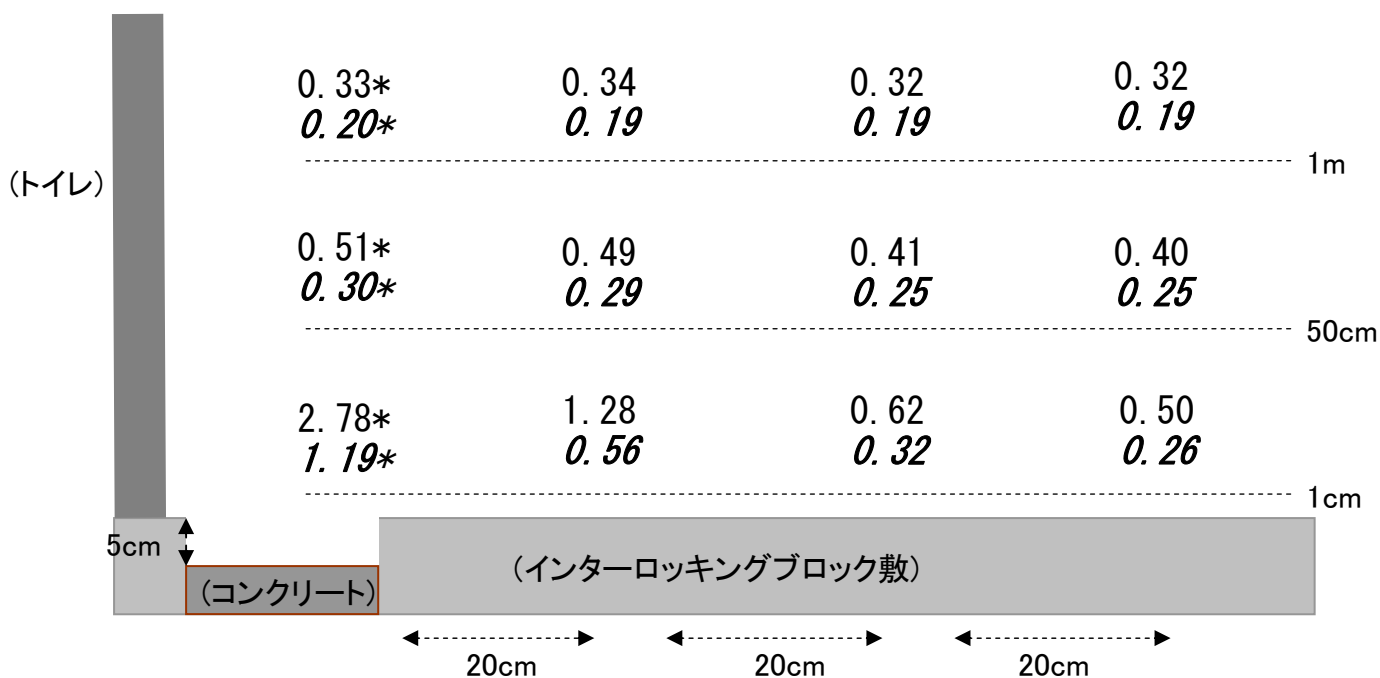 0.33* 0.34 0.32 0.32
0.20* 0.19 0.19 0.19
1m
(トイレ)
0.51* 0.49 0.41 0.40
0.30* 0.29 0.25 0.25
50cm
2.78* 1.28 0.62 0.50
1.19* 0.56 0.32 0.26
1cm
5cm
(コンクリート)
(インターロッキングブロック敷)
20cm 20cm 20cm